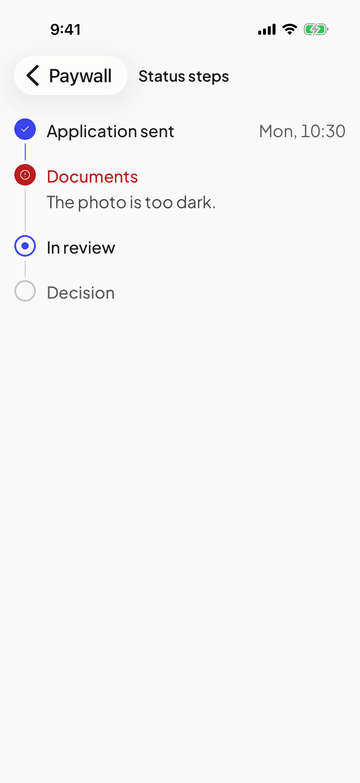 9:41
Paywall
Status steps
Application sent
Mon, 10:30
Documents
The photo is too dark.
In review
Decision